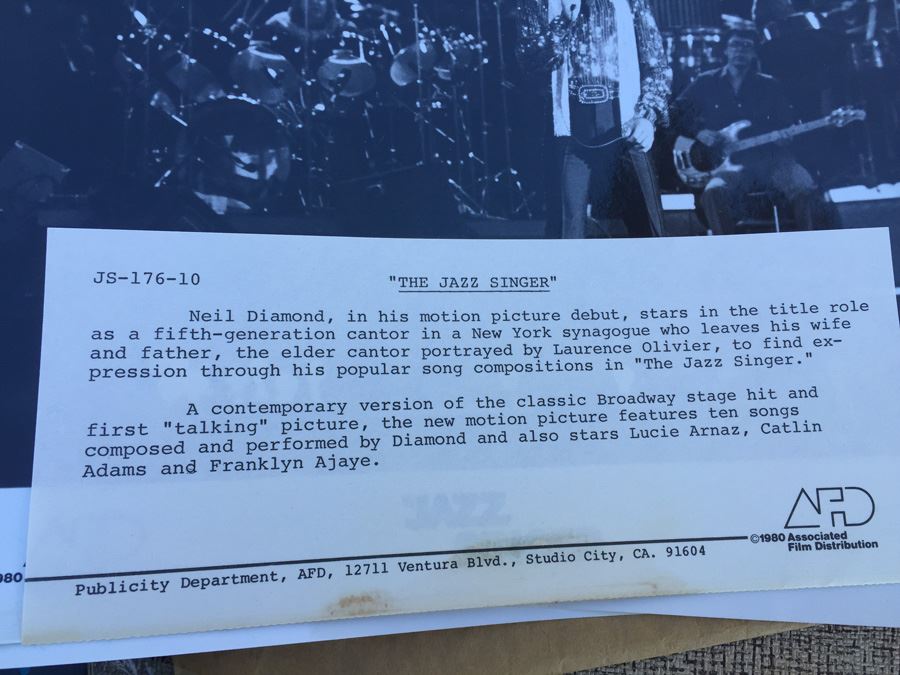 JS-176-10
"THE JAZZ SINGER"
Neil Diamond, in his motion picture debut, stars in the title role
as a fifth-generation cantor in a New York synagogue who leaves his wife
and father, the elder cantor portrayed by Laurence Olivier, to find ex-
pression through his popular song compositions in "The Jazz Singer."
A contemporary version of the classic Broadway stage hit and
first "talking" picture, the new motion picture features ten songs
composed and performed by Diamond and also stars Lucie Arnaz, Catlin
Adams and Franklyn Ajaye.
JAZZ
AFD
©1980 Associated
Film Distribution
980
Publicity Department, AFD, 12711 Ventura Blvd., Studio City, CA. 91604